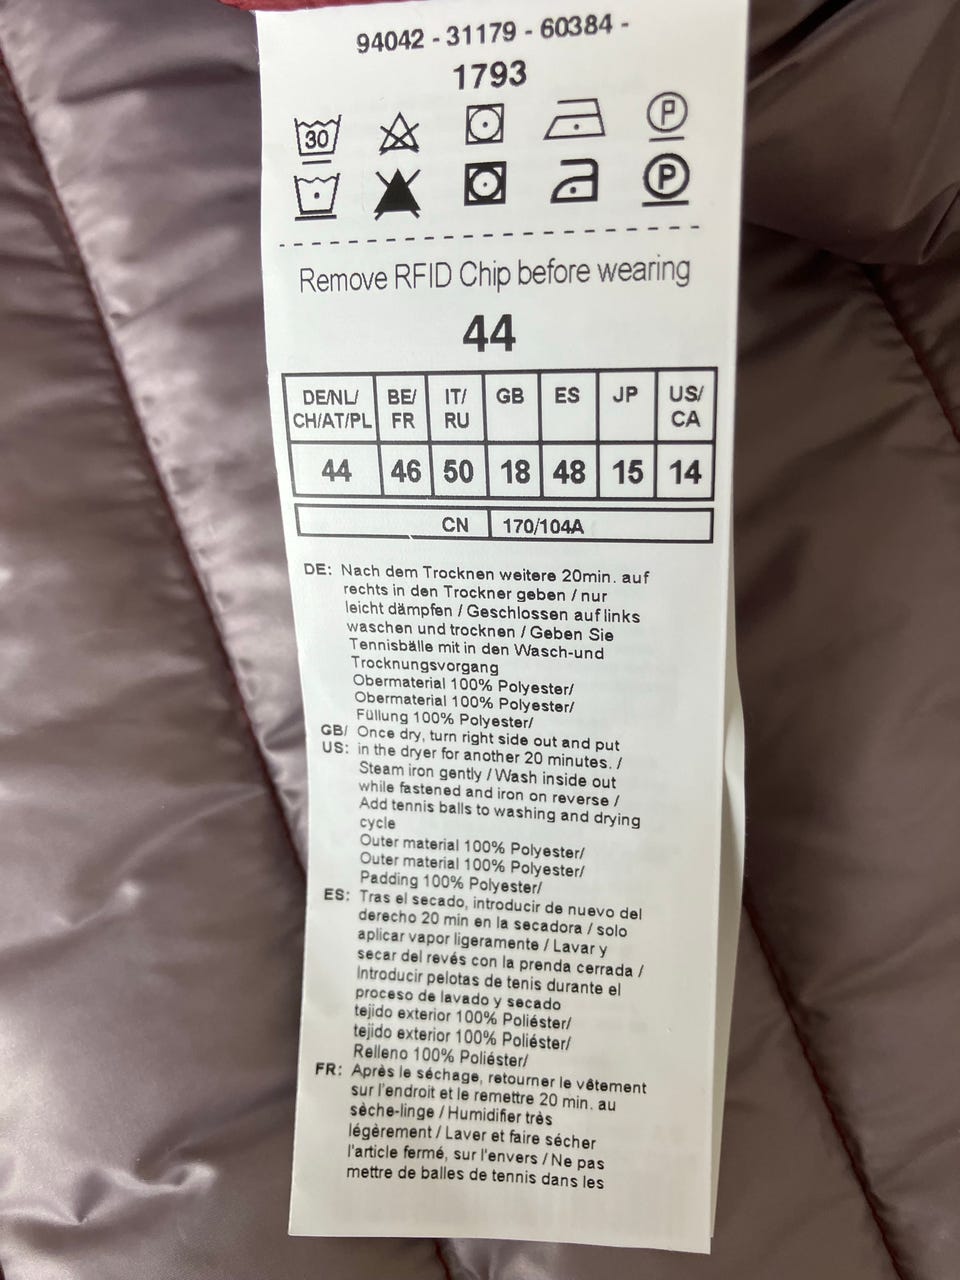 94042 - 31179 - 60384 -
1793
30
P
P
Remove RFID Chip before wearing
44
DE/NL/ CH/AT/PL BE/ FR IT/ RU GB ES JP US/ CA
44 46 50 18 48 15 14
CN 170/104A
DE: Nach dem Trocknen weitere 20min. auf
rechts in den Trockner geben / nur
leicht dämpfen / Geschlossen auf links
waschen und trocknen / Geben Sie
Tennisbälle mit in den Wasch-und
Trocknungsvorgang
Obermaterial 100% Polyester/
Obermaterial 100% Polyester/
Füllung 100% Polyester/
GB/ Once dry, turn right side out and put
US: in the dryer for another 20 minutes. /
Steam iron gently / Wash inside out
while fastened and iron on reverse /
Add tennis balls to washing and drying
cycle
Outer material 100% Polyester/
Outer material 100% Polyester/
Padding 100% Polyester/
ES: Tras el secado, introducir de nuevo del
derecho 20 min en la secadora / solo
aplicar vapor ligeramente / Lavar y
secar del revés con la prenda cerrada /
Introducir pelotas de tenis durante el
proceso de lavado y secado
tejido exterior 100% Poliéster/
tejido exterior 100% Poliéster/
Relleno 100% Poliéster/
FR: Après le séchage, retourner le vêtement
sur l'endroit et le remettre 20 min. au
sèche-linge / Humidifier très
légèrement / Laver et faire sécher
l'article fermé, sur l'envers / Ne pas
mettre de balles de tennis dans les